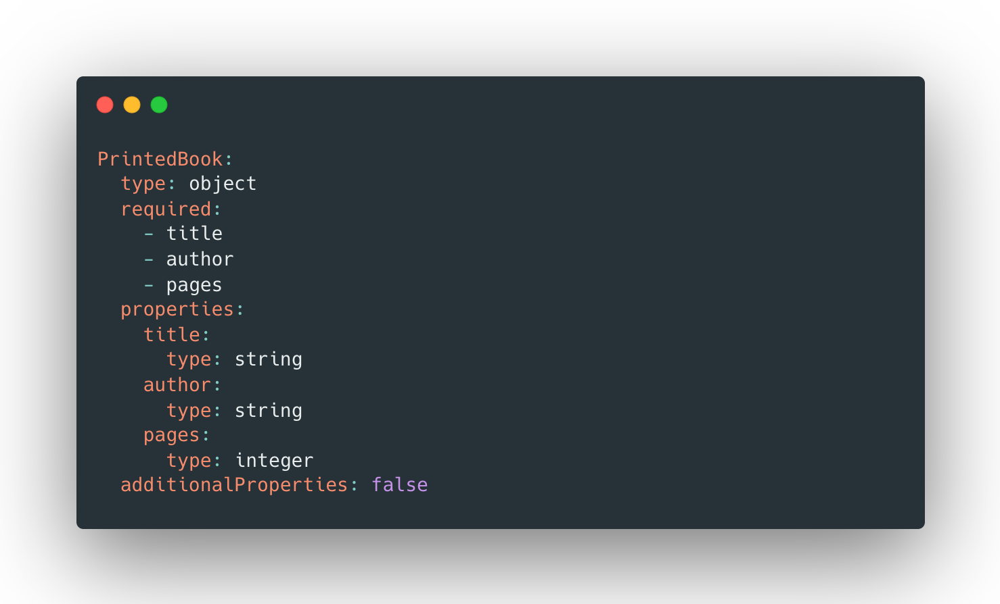 PrintedBook:
  type: object
  required:
    - title
    - author
    - pages
  properties:
    title:
      type: string
    author:
      type: string
    pages:
      type: integer
  additionalProperties: false